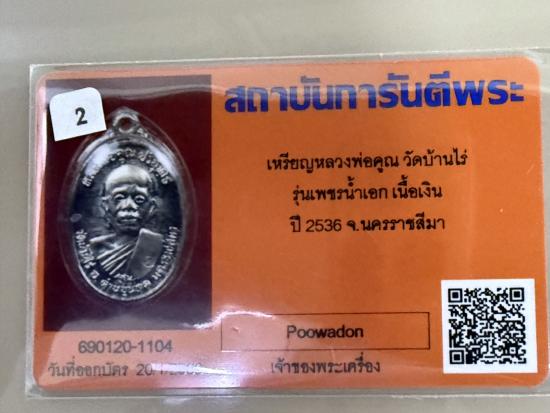 2
สถาบันการันตีพระ
เหรียญหลวงพ่อคูณ วัดบ้านไร่
รุ่นเพชรน้ำเอก เนื้อเงิน
ปี 2536 จ.นครราชสีมา
Poowadon
690120-1104
วันที่ออกบัตร
เจ้าของพระเครื่อง